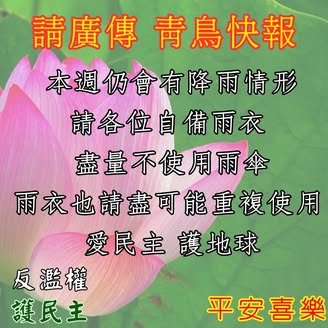 請廣傳 青鳥快報
本週仍會有降雨情形
請各位自備雨衣
盡量不使用雨傘
雨衣也請盡可能重複使用
愛民主 護地球
反濫權
護民主
平安喜樂